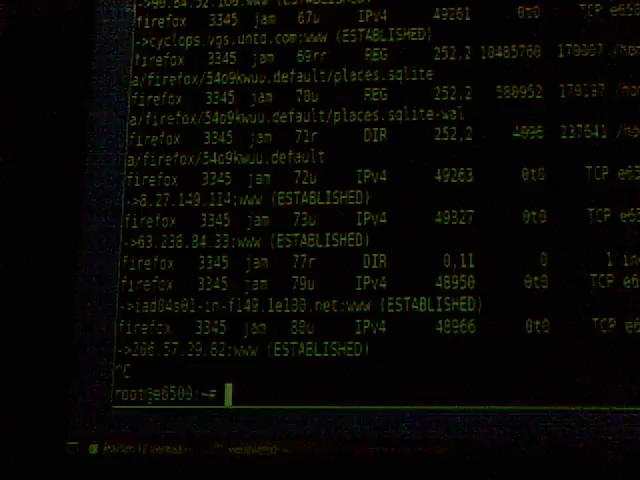 firefox 3345 jam 67u IPv4 49261 0t0 TCP
->cyclops.vgs.untd.com:www (ESTABLISHED)
firefox 3345 jam REG 252,2 10485760
a/firefox/54o9kwuu.default/places.sqlite
firefox 3345 jam 70u REG 252,2 580952
a/firefox/54o9kwuu.default/places.sqlite-wal
firefox 3345 jam 71r DIR 252,2 4096 237641
a/firefox/54o9kwuu.default
firefox 3345 jam 72u IPv4 49263 0t0 TCP
->8.27.149.114:www (ESTABLISHED)
firefox 3345 jam 73u IPv4 49327 0t0 TCP
->63.238.84.33:www (ESTABLISHED)
firefox 3345 jam 77r DIR 0,11 0 1
firefox 3345 jam 79u IPv4 48950 0t0 TCP
->iad04s01-in-f149.1e100.net:www (ESTABLISHED)
firefox 3345 jam 80u IPv4 48966 0t0 TCP
->206.57.29.82:www (ESTABLISHED)
^C
root@e6500:~#